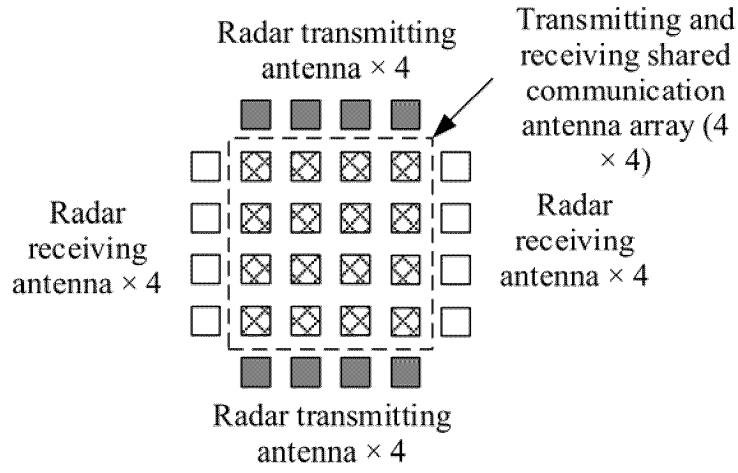 Radar transmitting
antenna × 4
Transmitting and
receiving shared
communication
antenna array (4
× 4)
Radar
receiving
antenna × 4
Radar
receiving
antenna × 4
Radar transmitting
antenna × 4